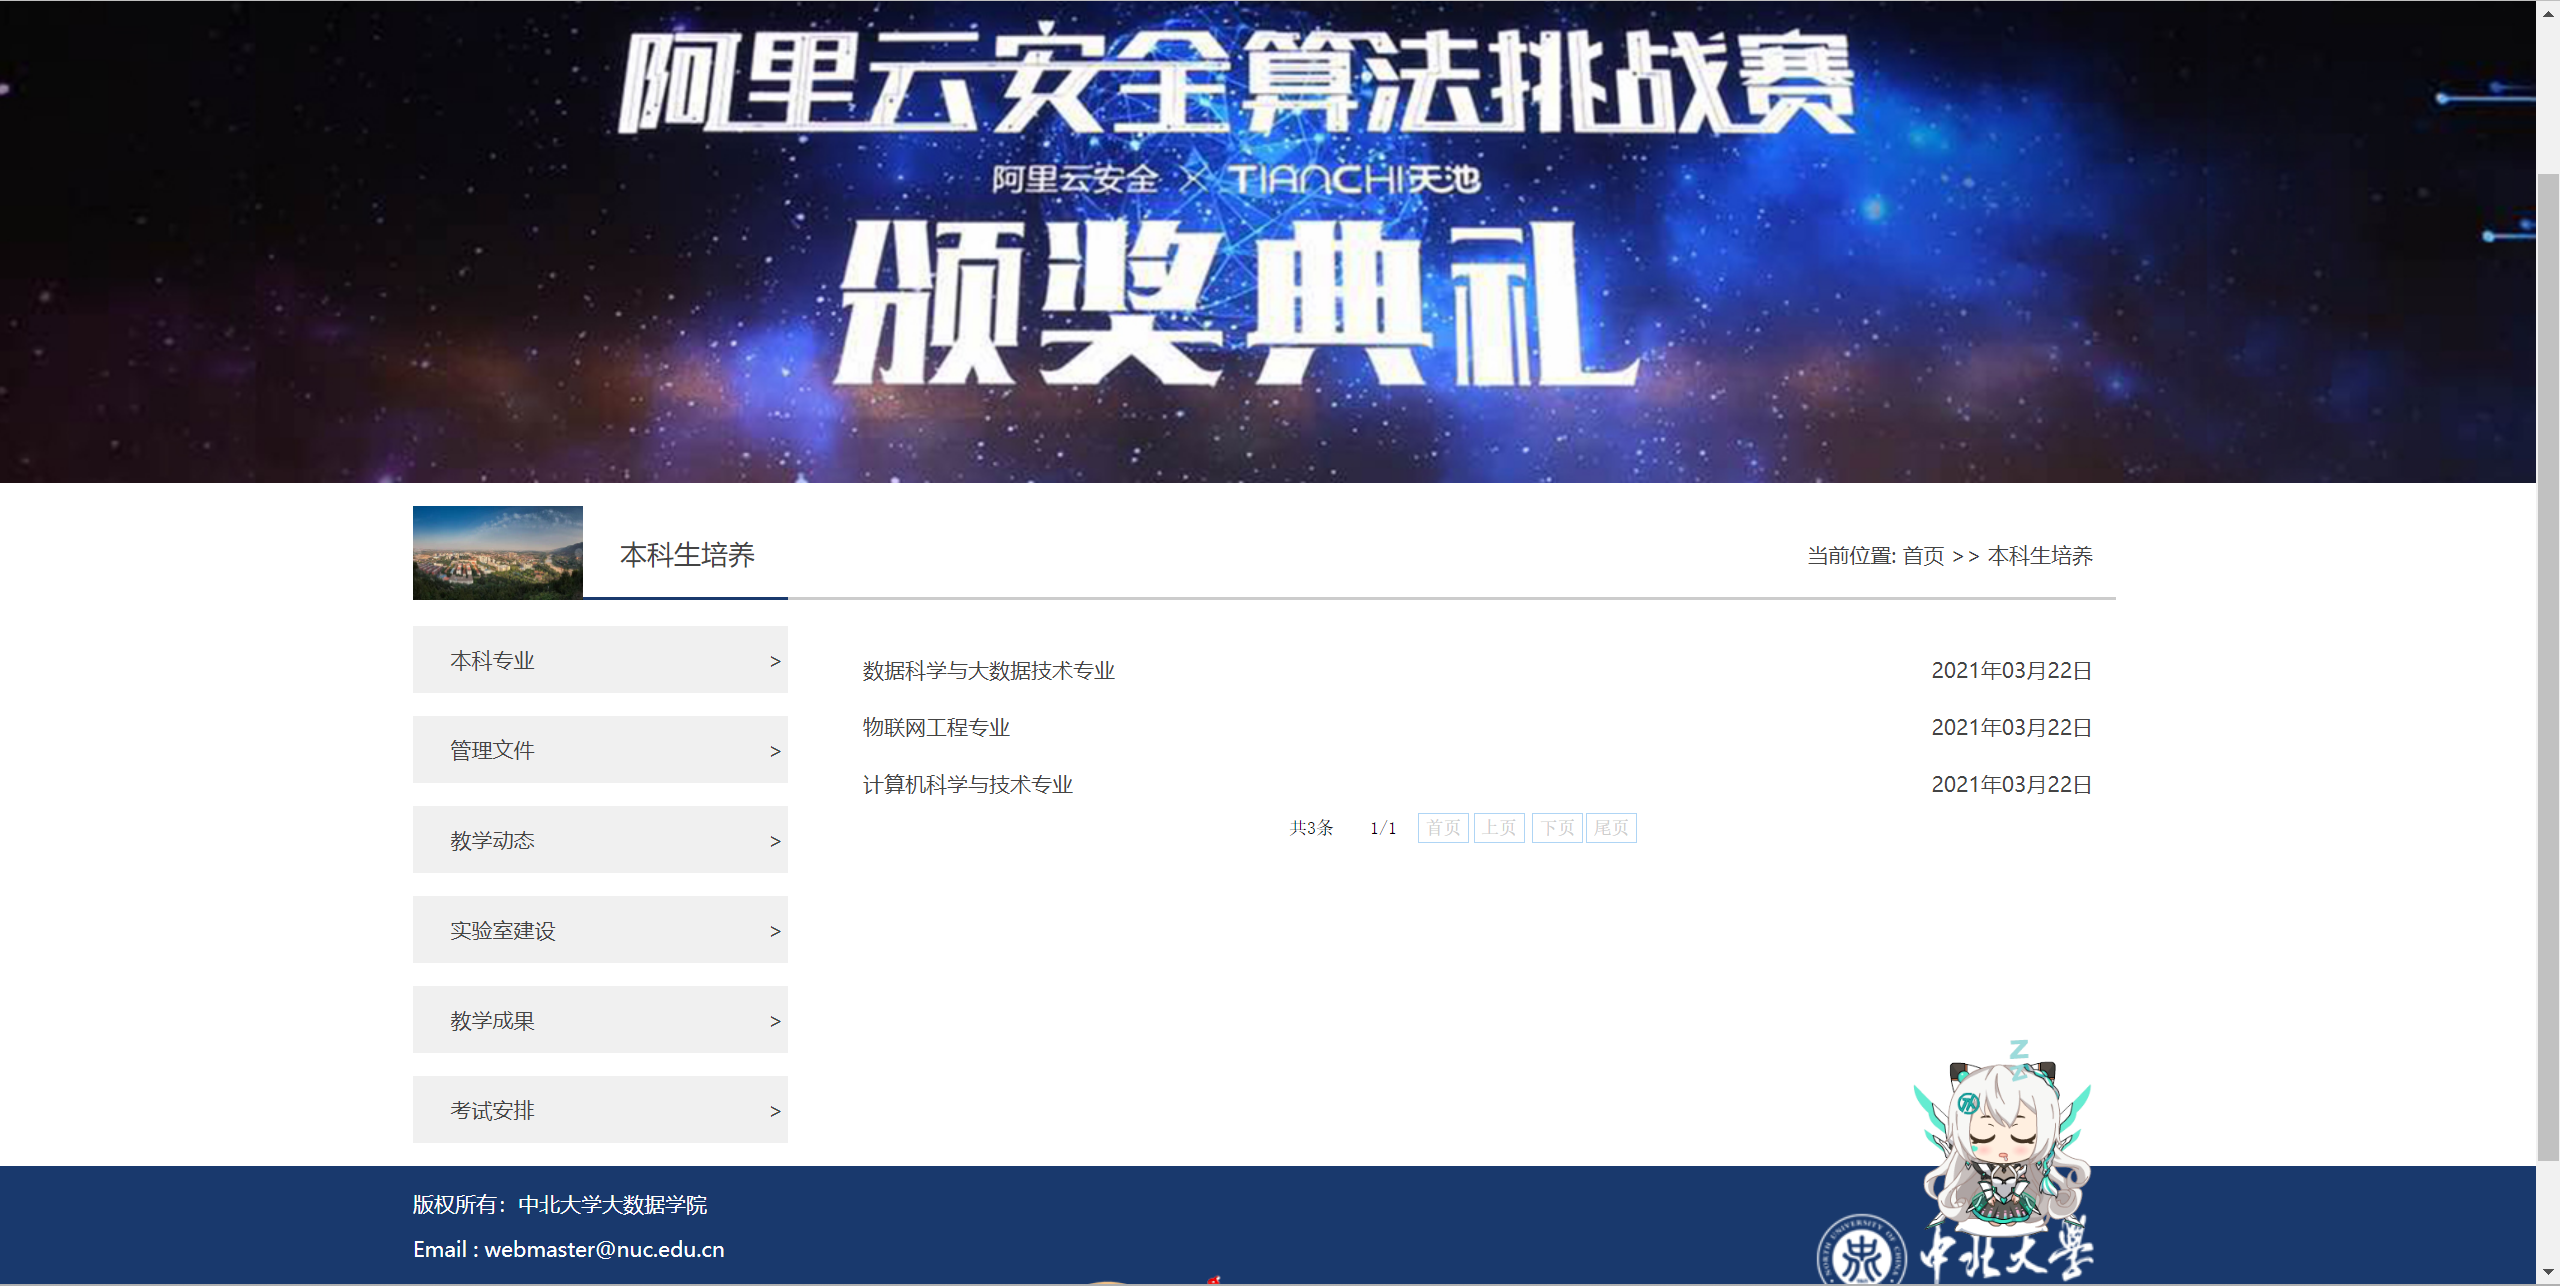 阿里云安全算法挑战赛
阿里云安全 × TIANCHI天池
颁奖典礼
本科生培养
当前位置: 首页 >> 本科生培养
本科专业 >
管理文件 >
教学动态 >
实验室建设 >
教学成果 >
考试安排 >
数据科学与大数据技术专业 2021年03月22日
物联网工程专业 2021年03月22日
计算机科学与技术专业 2021年03月22日
共3条 1/1 首页 上页 下页 尾页
Z
Z
版权所有：中北大学大数据学院
Email : webmaster@nuc.edu.cn
NORTH UNIVERSITY OF CHINA
中北大学